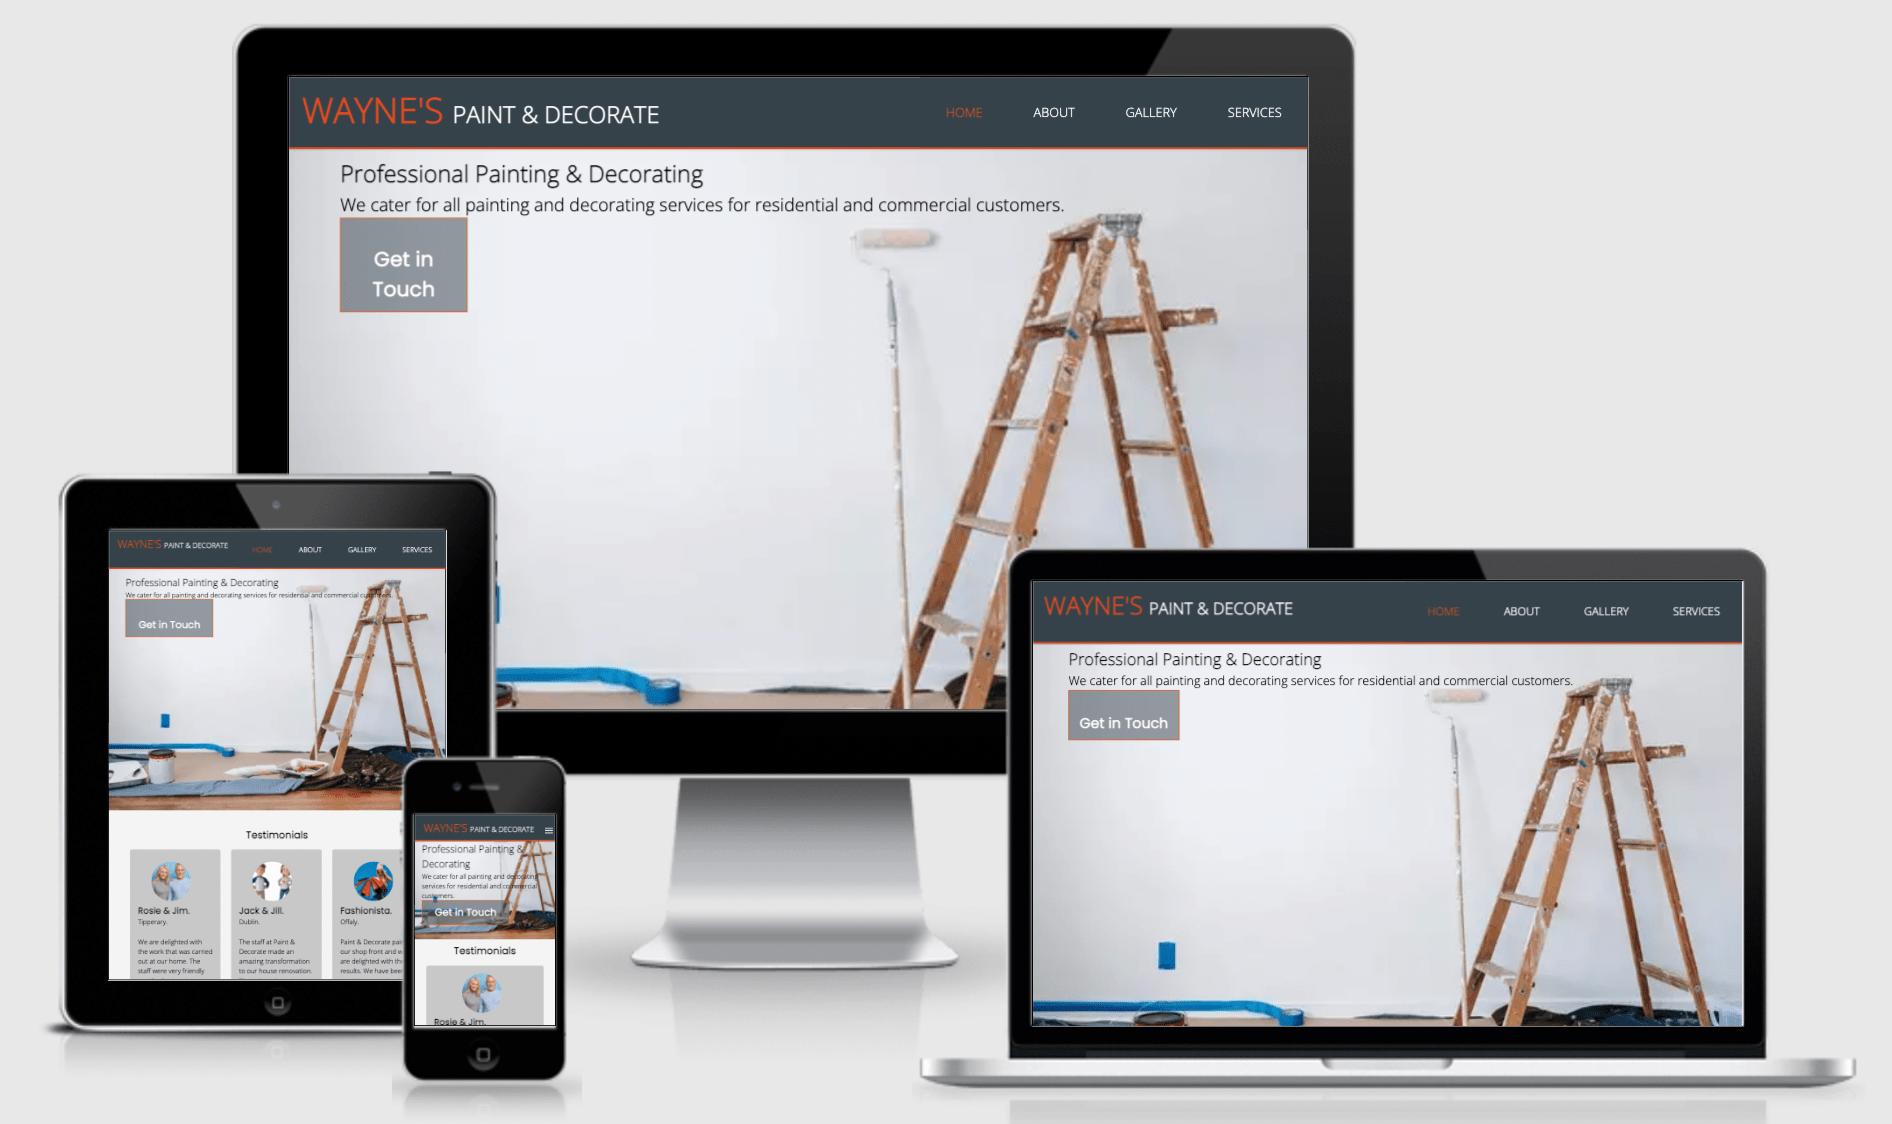 WAYNE'S PAINT & DECORATE
HOME ABOUT GALLERY SERVICES
Professional Painting & Decorating
We cater for all painting and decorating services for residential and commercial customers.
Get in
Touch
WAYNE'S PAINT & DECORATE
HOME ABOUT GALLERY SERVICES
Professional Painting & Decorating
We cater for all painting and decorating services for residential and commercial customers.
Get in Touch
Testimonials
Rosie & Jim.
Tipperary.
We are delighted with
the work that was carried
out at our home. The
staff were very friendly
Jack & Jill.
Dublin.
The staff at Paint &
Decorate made an
amazing transformation
to our house renovation.
Fashionista.
Offaly.
Paint & Decorate
our shop front and
are delighted with
results. We have
WAYNE'S PAINT & DECORATE
Professional Painting &
Decorating
We cater for all painting and decorating
services for residential and commercial
customers.
Get in Touch
Testimonials
Rosie & Jim.
WAYNE'S PAINT & DECORATE
HOME ABOUT GALLERY SERVICES
Professional Painting & Decorating
We cater for all painting and decorating services for residential and commercial customers.
Get in Touch